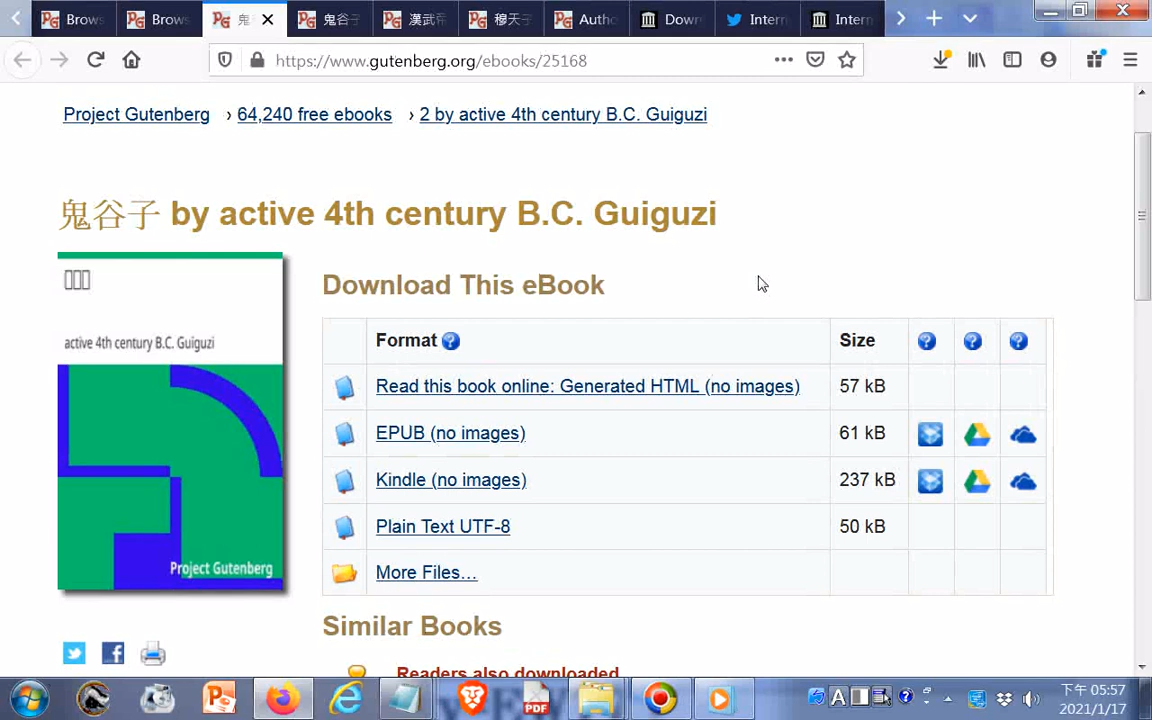 Brows
Brows
鬼
鬼谷子
漢武帝
穆天子
Autho
Down
Intern
Intern
https://www.gutenberg.org/ebooks/25168
Project Gutenberg › 64,240 free ebooks › 2 by active 4th century B.C. Guiguzi
鬼谷子 by active 4th century B.C. Guiguzi
active 4th century B.C. Guiguzi
Project Gutenberg
Download This eBook
Format Size
Read this book online: Generated HTML (no images) 57 kB
EPUB (no images) 61 kB
Kindle (no images) 237 kB
Plain Text UTF-8 50 kB
More Files…
Similar Books
Readers also downloaded
PDF
A
下午 05:57
2021/1/17